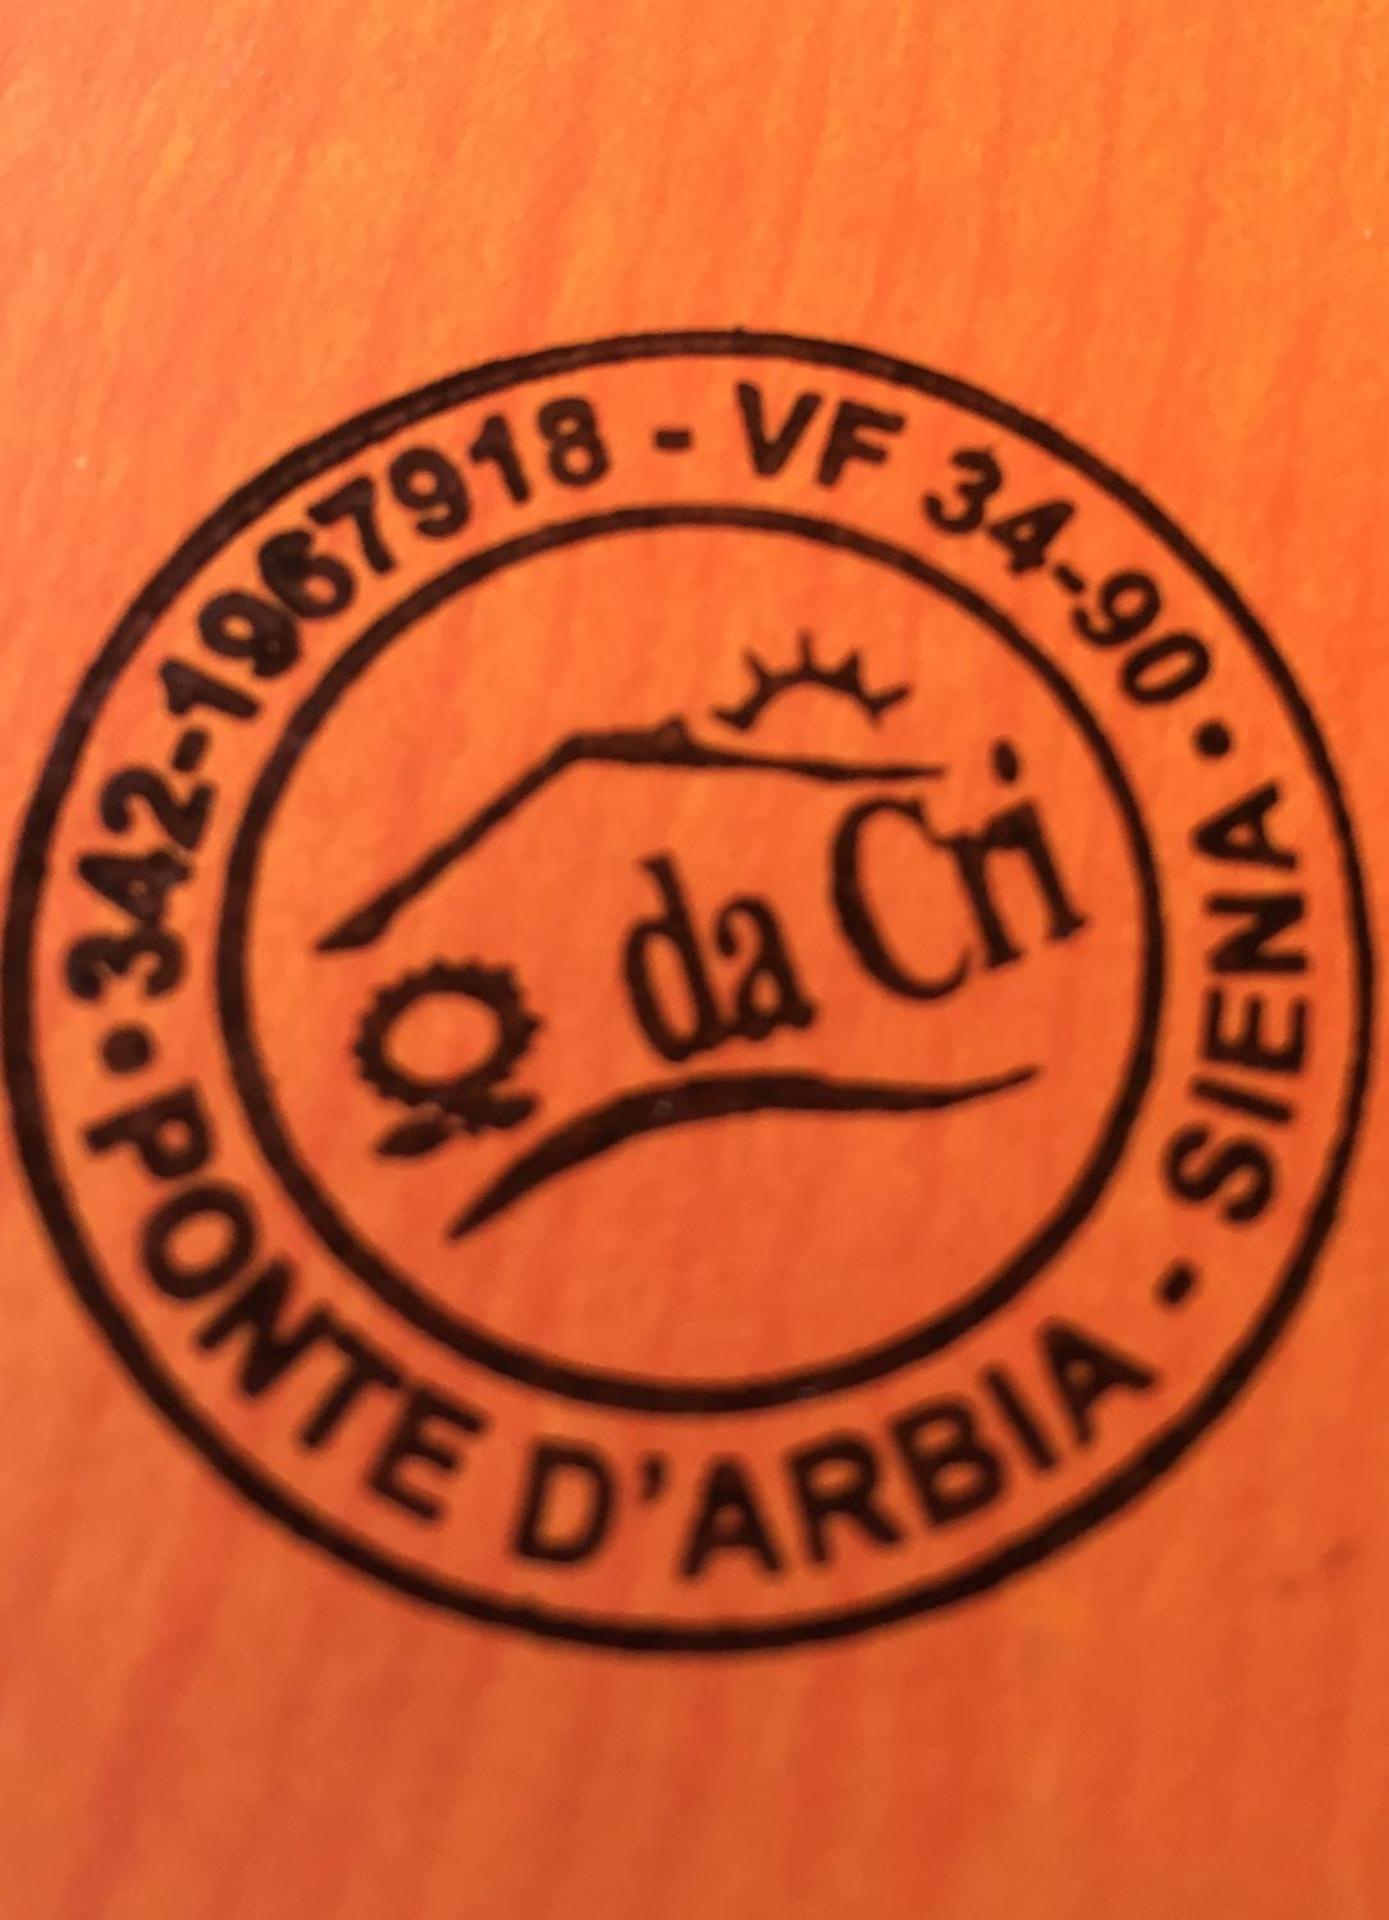 342-1967918 - VF 34-90
da Cri
PONTE D'ARBIA - SIENA